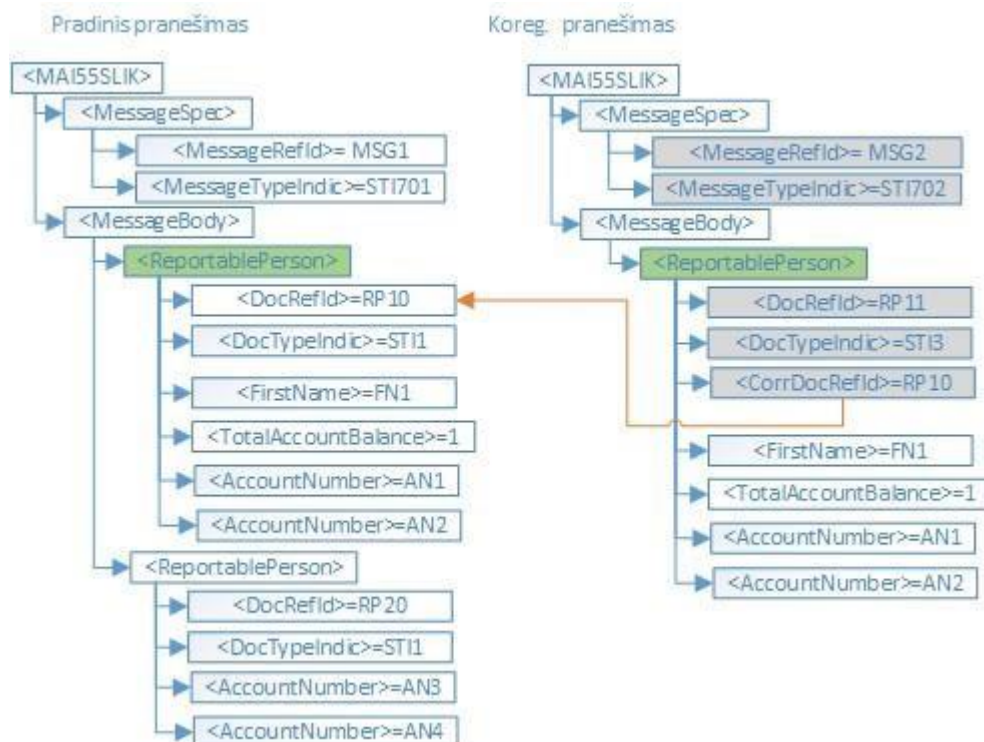 Pradinis pranešimas
<MAI55SLIK>
<MessageSpec>
<MessageRefId>= MSG1
<MessageTypeIndic>=STI701
<MessageBody>
<ReportablePerson>
<DocRefId>=RP10
<DocTypeIndic>=STI1
<FirstName>=FN1
<TotalAccountBalance>=1
<AccountNumber>=AN1
<AccountNumber>=AN2
<ReportablePerson>
<DocRefId>=RP20
<DocTypeIndic>=STI1
<AccountNumber>=AN3
<AccountNumber>=AN4
Koreg. pranešimas
<MAI55SLIK>
<MessageSpec>
<MessageRefId>= MSG2
<MessageTypeIndic>=STI702
<MessageBody>
<ReportablePerson>
<DocRefId>=RP11
<DocTypeIndic>=STI3
<CorrDocRefId>=RP10
<FirstName>=FN1
<TotalAccountBalance>=1
<AccountNumber>=AN1
<AccountNumber>=AN2